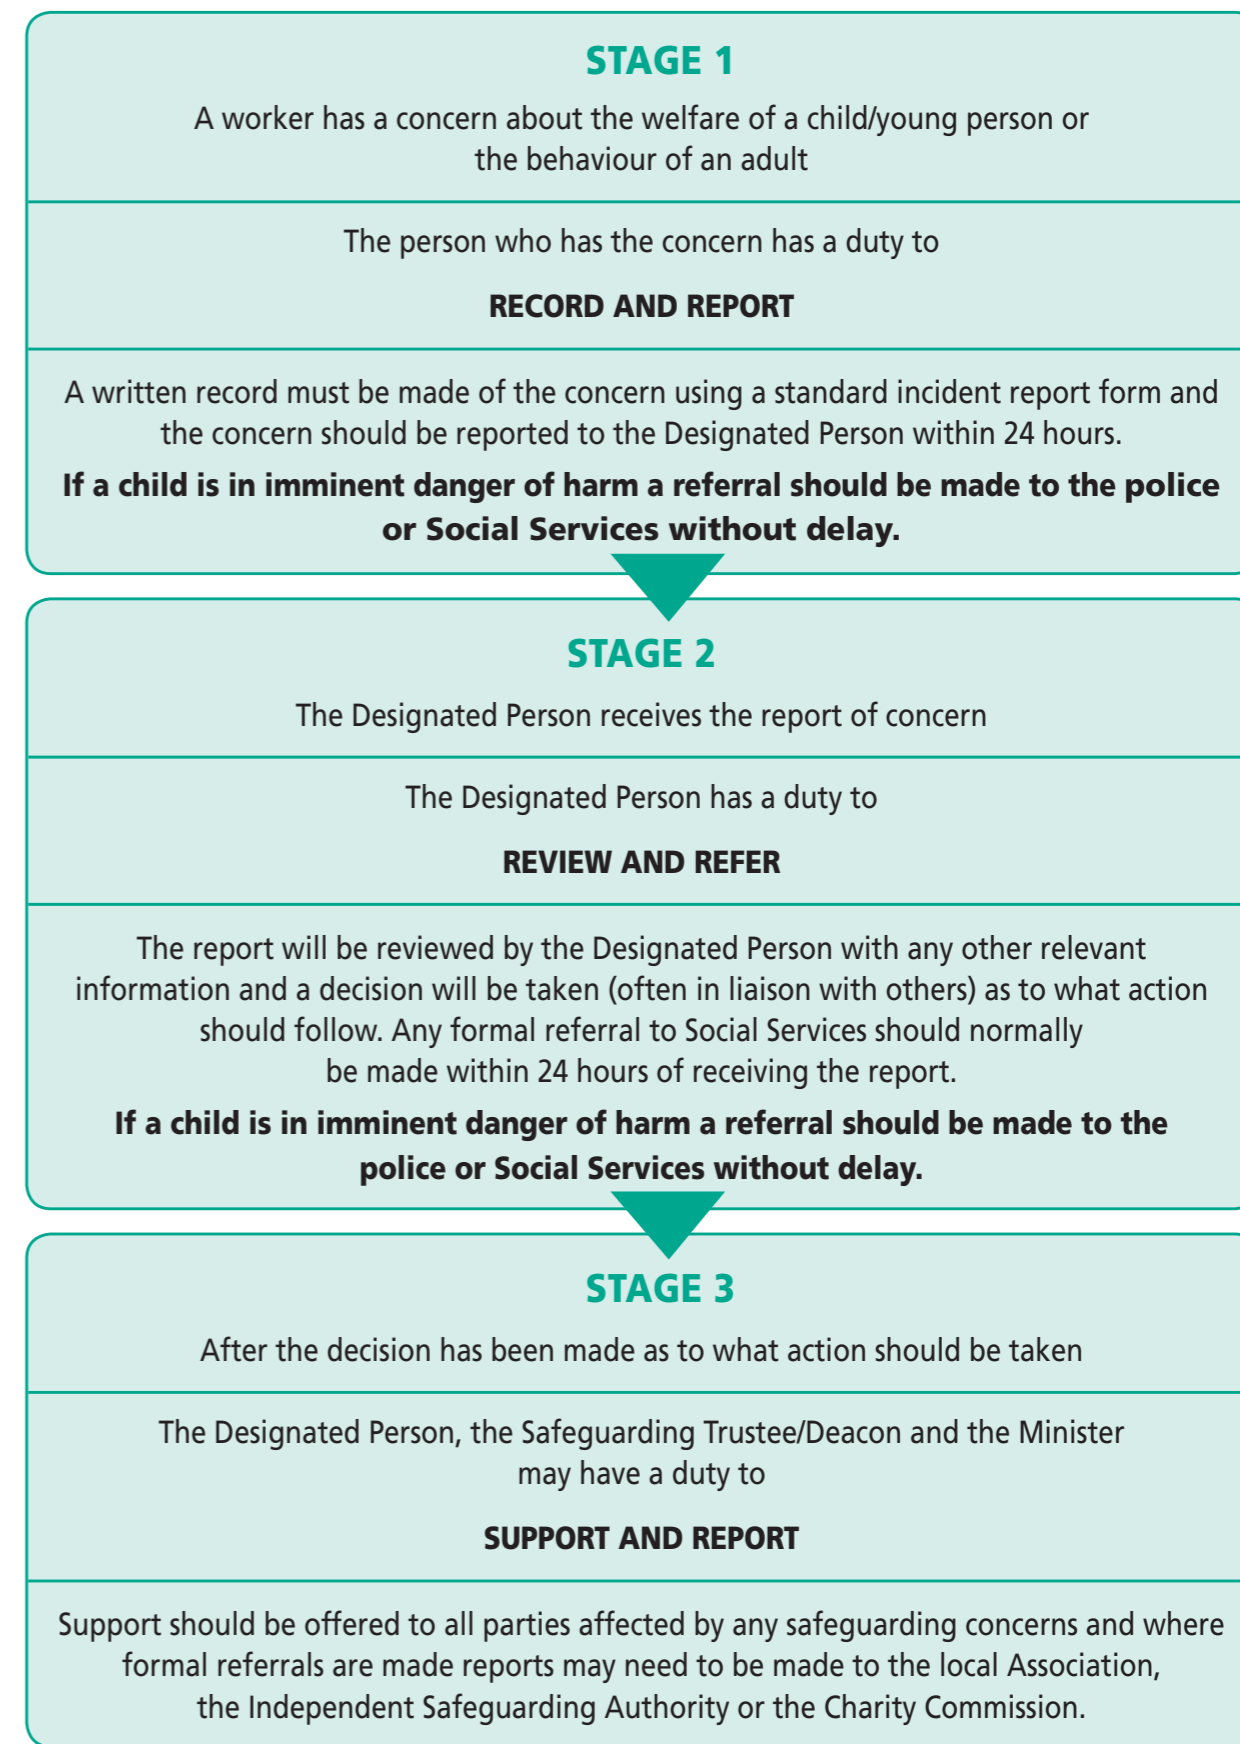 STAGE 1
A worker has a concern about the welfare of a child/young person or
the behaviour of an adult
The person who has the concern has a duty to
RECORD AND REPORT
A written record must be made of the concern using a standard incident report form and
the concern should be reported to the Designated Person within 24 hours.
If a child is in imminent danger of harm a referral should be made to the police
or Social Services without delay.
STAGE 2
The Designated Person receives the report of concern
The Designated Person has a duty to
REVIEW AND REFER
The report will be reviewed by the Designated Person with any other relevant
information and a decision will be taken (often in liaison with others) as to what action
should follow. Any formal referral to Social Services should normally
be made within 24 hours of receiving the report.
If a child is in imminent danger of harm a referral should be made to the
police or Social Services without delay.
STAGE 3
After the decision has been made as to what action should be taken
The Designated Person, the Safeguarding Trustee/Deacon and the Minister
may have a duty to
SUPPORT AND REPORT
Support should be offered to all parties affected by any safeguarding concerns and where
formal referrals are made reports may need to be made to the local Association,
the Independent Safeguarding Authority or the Charity Commission.